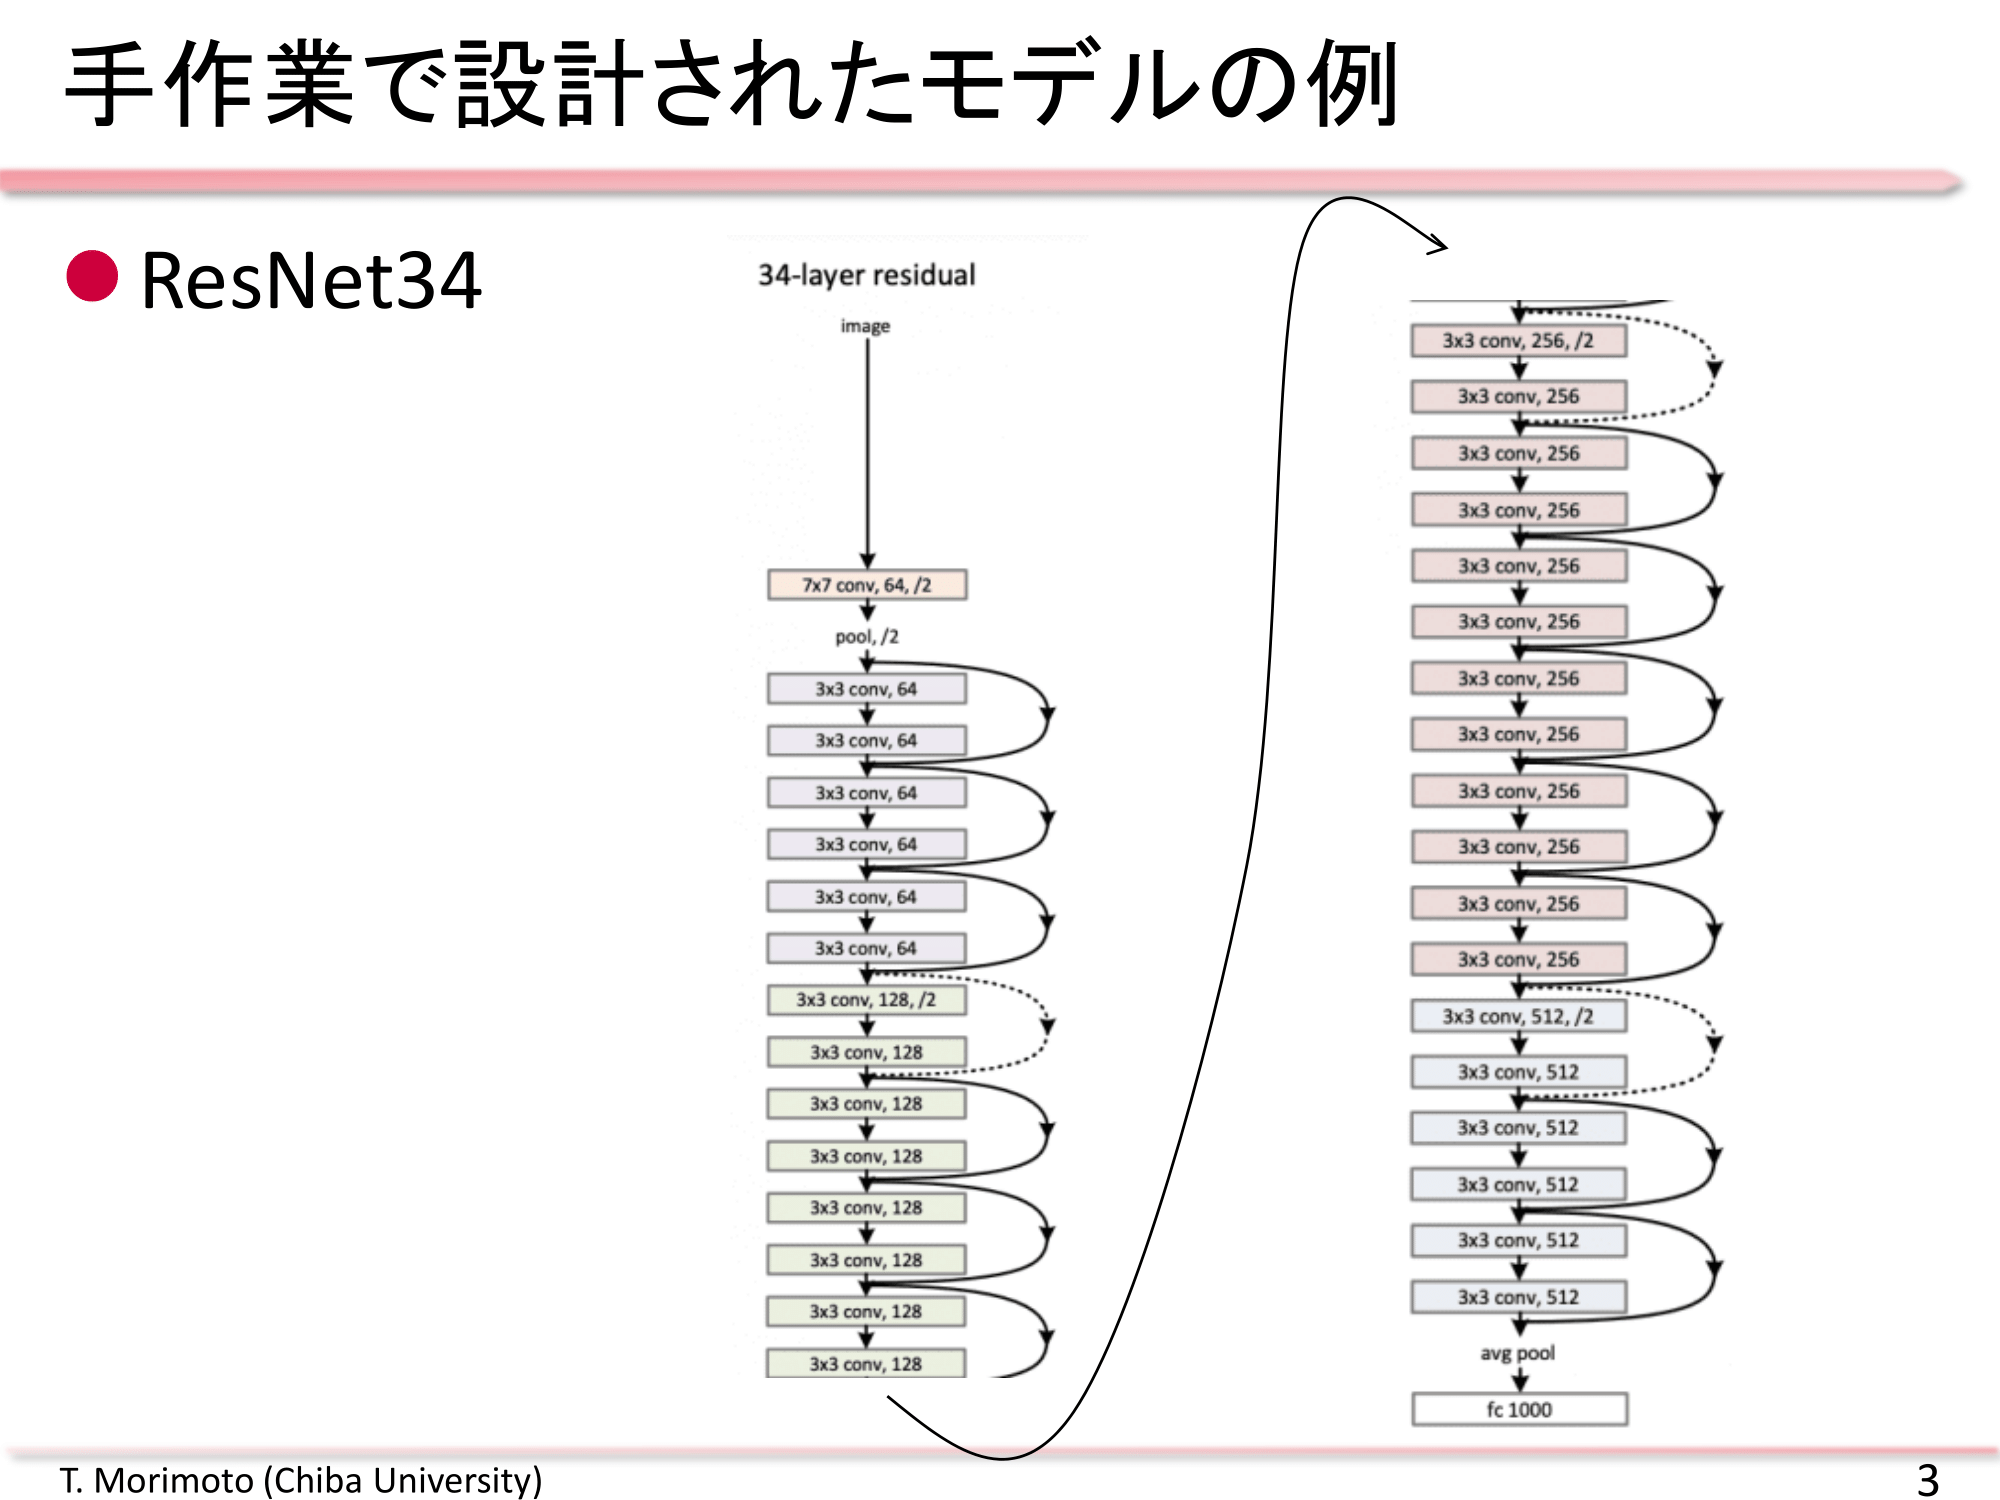 手作業で設計されたモデルの例
ResNet34
34-layer residual
image
7x7 conv, 64, /2
pool, /2
3x3 conv, 64
3x3 conv, 64
3x3 conv, 64
3x3 conv, 64
3x3 conv, 64
3x3 conv, 64
3x3 conv, 128, /2
3x3 conv, 128
3x3 conv, 128
3x3 conv, 128
3x3 conv, 128
3x3 conv, 128
3x3 conv, 128
3x3 conv, 128
3x3 conv, 256, /2
3x3 conv, 256
3x3 conv, 256
3x3 conv, 256
3x3 conv, 256
3x3 conv, 256
3x3 conv, 256
3x3 conv, 256
3x3 conv, 256
3x3 conv, 256
3x3 conv, 256
3x3 conv, 256
3x3 conv, 512, /2
3x3 conv, 512
3x3 conv, 512
3x3 conv, 512
3x3 conv, 512
3x3 conv, 512
avg pool
fc 1000
T. Morimoto (Chiba University)
3